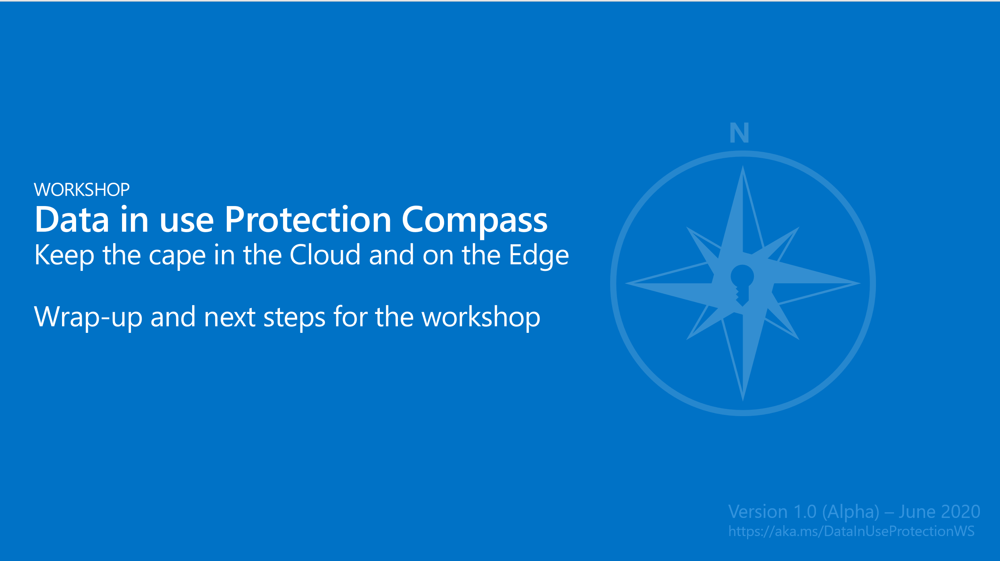 WORKSHOP
Data in use Protection Compass
Keep the cape in the Cloud and on the Edge
Wrap-up and next steps for the workshop
N
Version 1.0 (Alpha) – June 2020
https://aka.ms/DataInUseProtectionWS